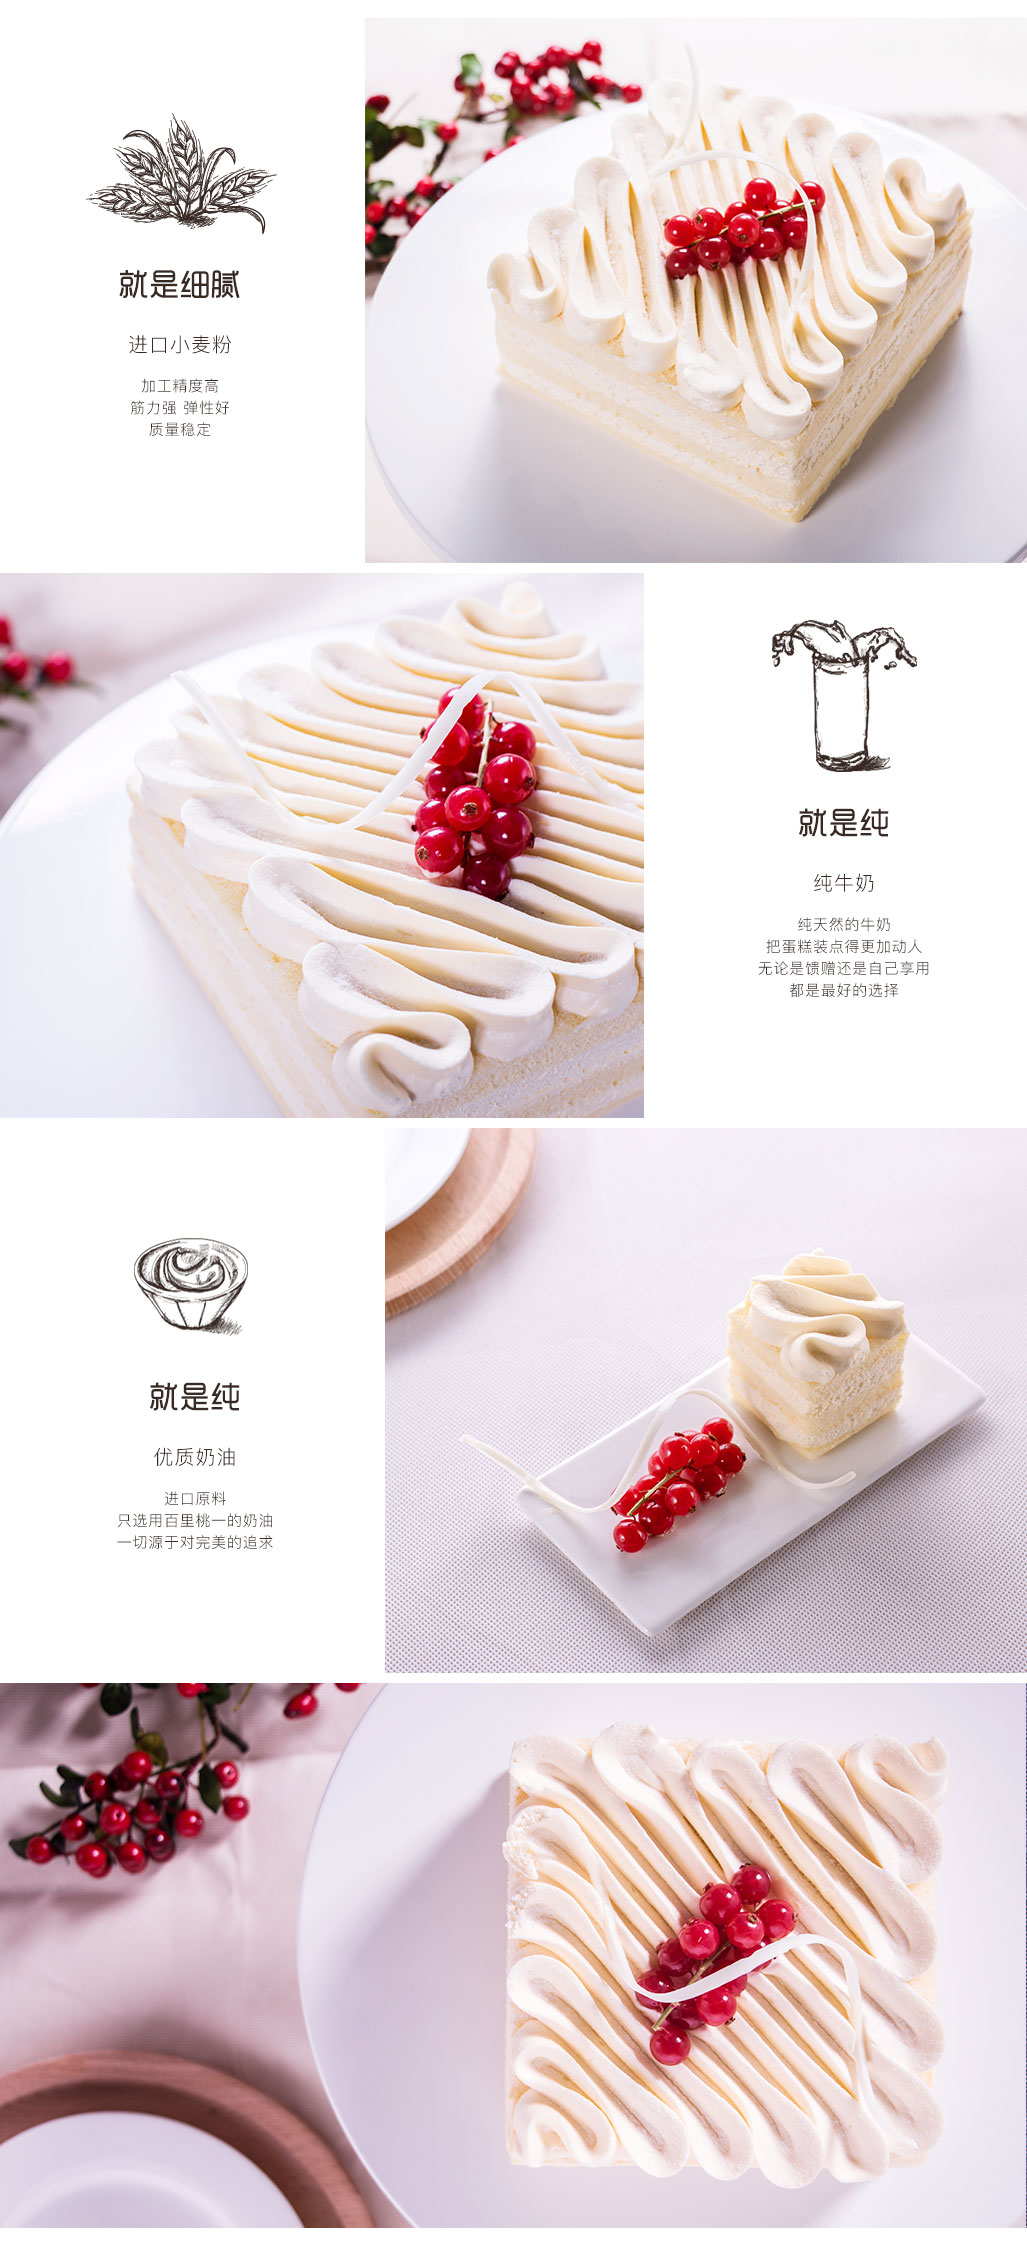 就是细腻
进口小麦粉
加工精度高
筋力强 弹性好
质量稳定
就是纯
纯牛奶
纯天然的牛奶
把蛋糕装点得更加动人
无论是馈赠还是自己享用
都是最好的选择
就是纯
优质奶油
进口原料
只选用百里桃一的奶油
一切源于对完美的追求